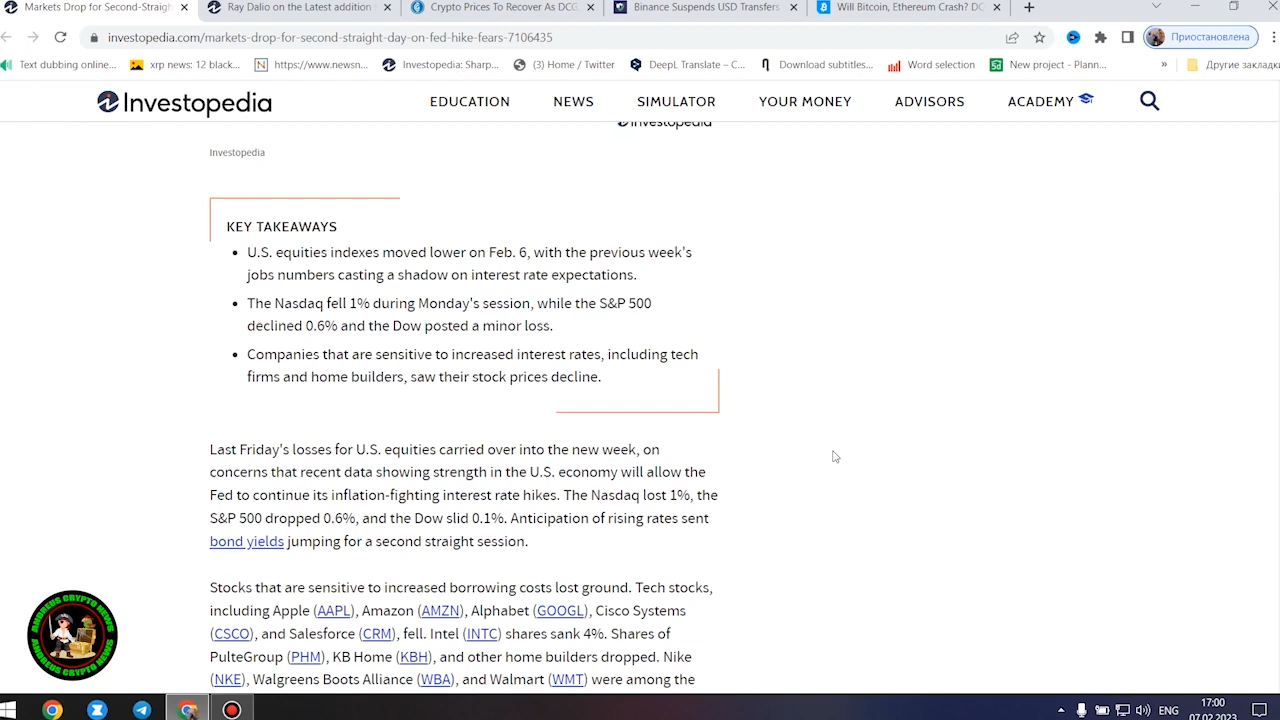 Markets Drop for Second-Straigh
Ray Dalio on the Latest addition
Crypto Prices To Recover As DCG
Binance Suspends USD Transfers
Will Bitcoin, Ethereum Crash? DC
investopedia.com/markets-drop-for-second-straight-day-on-fed-hike-fears-7106435
Приостановлена
Text dubbing online...
xrp news: 12 black...
https://www.newsn...
Investopedia: Sharp...
(3) Home / Twitter
DeepL Translate – C...
Download subtitles...
Word selection
New project - Plann...
»
Другие закладки
Investopedia
EDUCATION
NEWS
SIMULATOR
YOUR MONEY
ADVISORS
ACADEMY
Investopedia
Investopedia
KEY TAKEAWAYS
• U.S. equities indexes moved lower on Feb. 6, with the previous week's
jobs numbers casting a shadow on interest rate expectations.
• The Nasdaq fell 1% during Monday's session, while the S&P 500
declined 0.6% and the Dow posted a minor loss.
• Companies that are sensitive to increased interest rates, including tech
firms and home builders, saw their stock prices decline.
Last Friday's losses for U.S. equities carried over into the new week, on
concerns that recent data showing strength in the U.S. economy will allow the
Fed to continue its inflation-fighting interest rate hikes. The Nasdaq lost 1%, the
S&P 500 dropped 0.6%, and the Dow slid 0.1%. Anticipation of rising rates sent
bond yields jumping for a second straight session.
Stocks that are sensitive to increased borrowing costs lost ground. Tech stocks,
including Apple (AAPL), Amazon (AMZN), Alphabet (GOOGL), Cisco Systems
(CSCO), and Salesforce (CRM), fell. Intel (INTC) shares sank 4%. Shares of
PulteGroup (PHM), KB Home (KBH), and other home builders dropped. Nike
(NKE), Walgreens Boots Alliance (WBA), and Walmart (WMT) were among the
ANDREUS CRYPTO NEWS
ANDREUS CRYPTO NEWS
ENG
17:00
07.02.2023